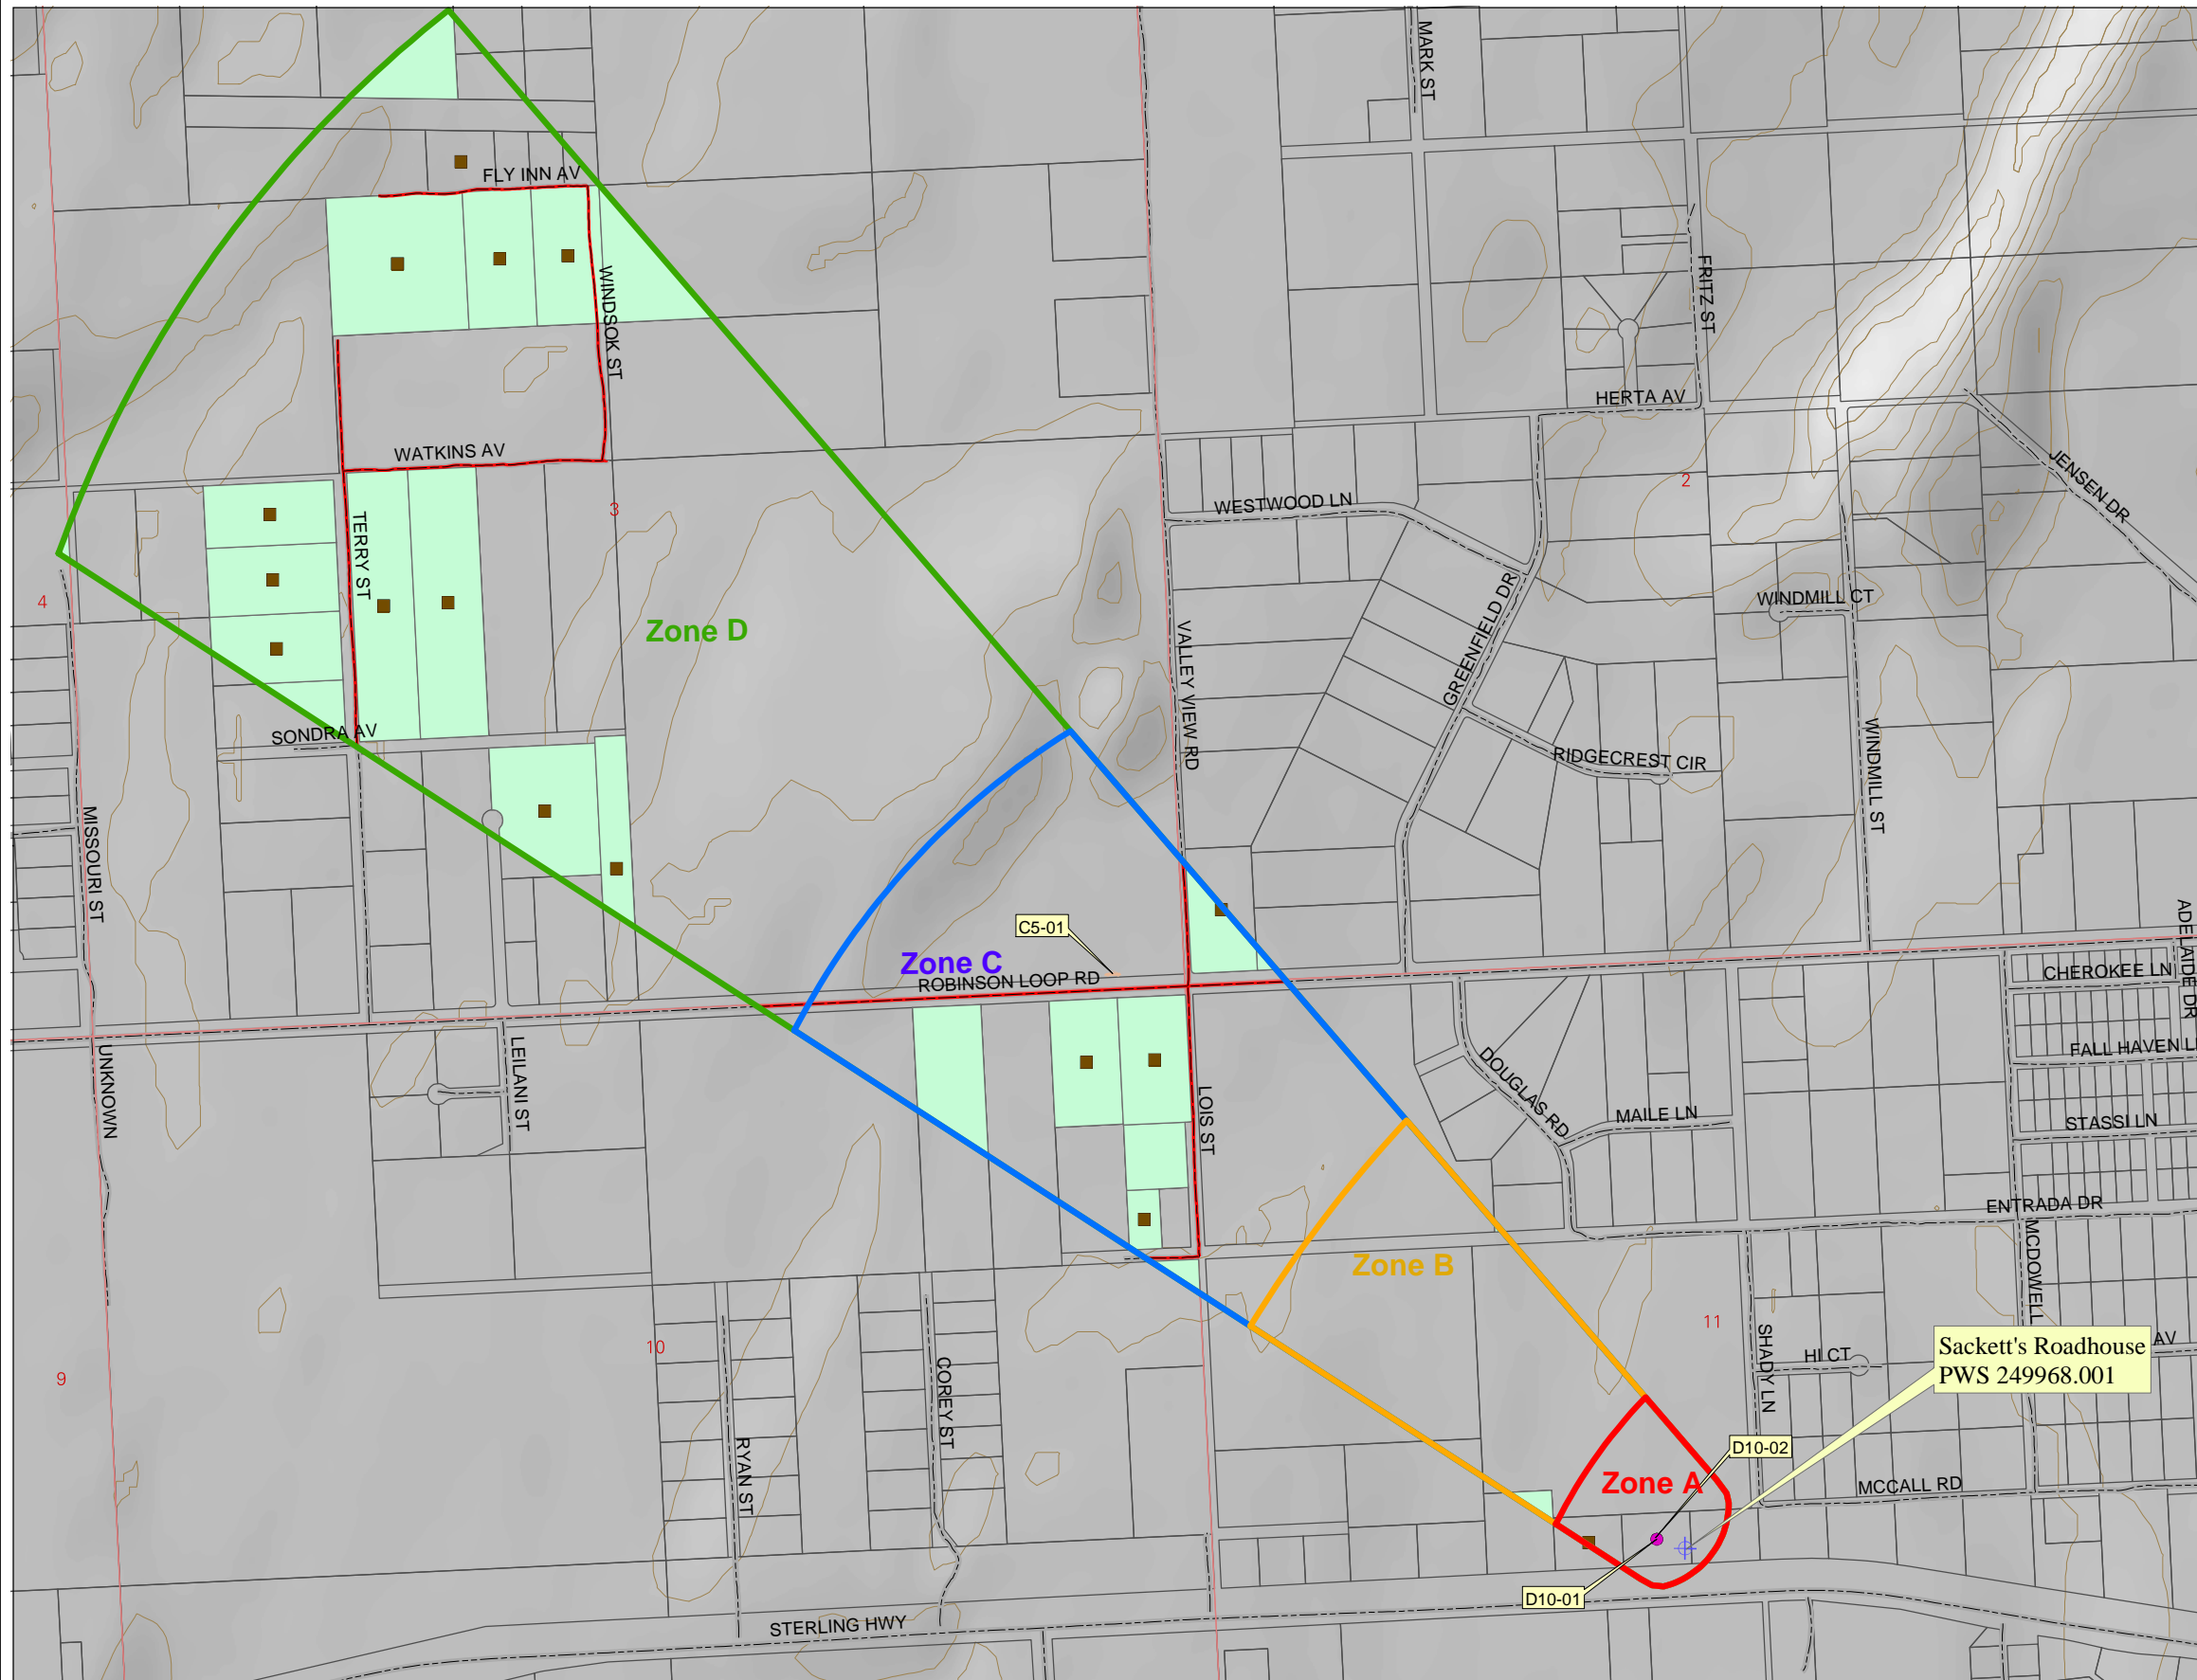 MARK ST
FLY INN AV
WINDSOK ST
FRITZ ST
HERTA AV
WATKINS AV
JENSEN DR
2
WESTWOOD LN
3
TERRY ST
4
WINDMILL CT
GREENFIELD DR
Zone D
VALLEY VIEW RD
SONDRA AV
RIDGECREST CIR
WINDMILL ST
MISSOURI ST
C5-01
Zone C
ROBINSON LOOP RD
ADELAIDE DR
CHEROKEE LN
FALL HAVEN L
UNKNOWN
LEILANI ST
LOIS ST
DOUGLAS RD
MAILE LN
STASSI LN
ENTRADA DR
MCDOWELL
Zone B
10
11
9
SHADY LN
HI CT
AV
Sackett's Roadhouse
PWS 249968.001
COREY ST
RYAN ST
D10-02
Zone A
MCCALL RD
D10-01
STERLING HWY